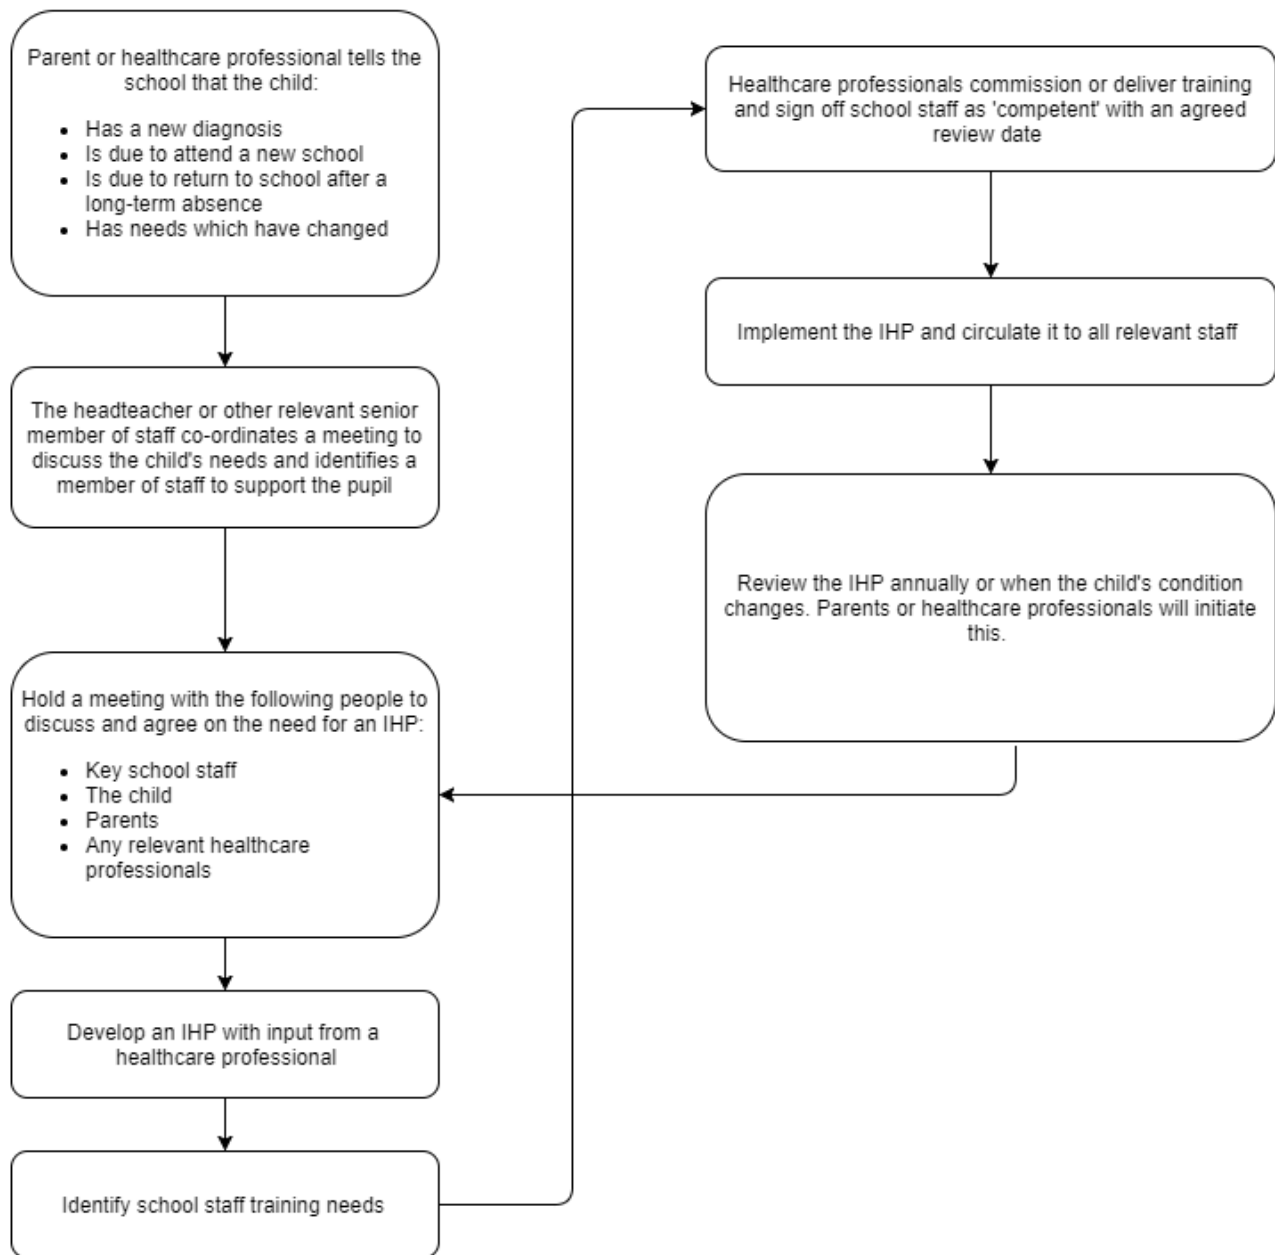 Parent or healthcare professional tells the
school that the child:
• Has a new diagnosis
• Is due to attend a new school
• Is due to return to school after a
long-term absence
• Has needs which have changed
The headteacher or other relevant senior
member of staff co-ordinates a meeting to
discuss the child's needs and identifies a
member of staff to support the pupil
Hold a meeting with the following people to
discuss and agree on the need for an IHP:
• Key school staff
• The child
• Parents
• Any relevant healthcare
professionals
Develop an IHP with input from a
healthcare professional
Identify school staff training needs
Healthcare professionals commission or deliver training
and sign off school staff as 'competent' with an agreed
review date
Implement the IHP and circulate it to all relevant staff
Review the IHP annually or when the child's condition
changes. Parents or healthcare professionals will initiate
this.